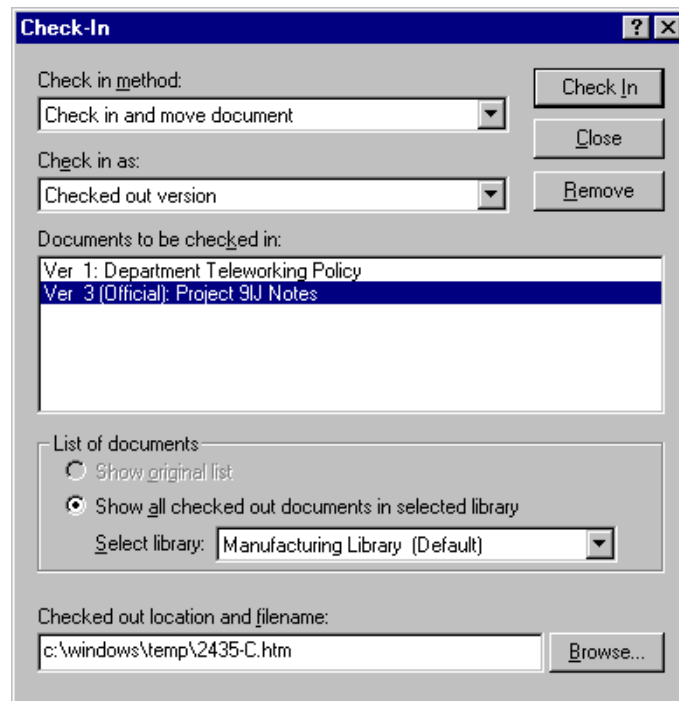 Check-In
Check in method:
Check In
Check in and move document
Close
Check in as:
Checked out version
Remove
Documents to be checked in:
Ver 1: Department Teleworking Policy
Ver 3 (Official): Project 9IJ Notes
List of documents
Show original list
Show all checked out documents in selected library
Select library: Manufacturing Library (Default)
Checked out location and filename:
c:\windows\temp\2435-C.htm
Browse...